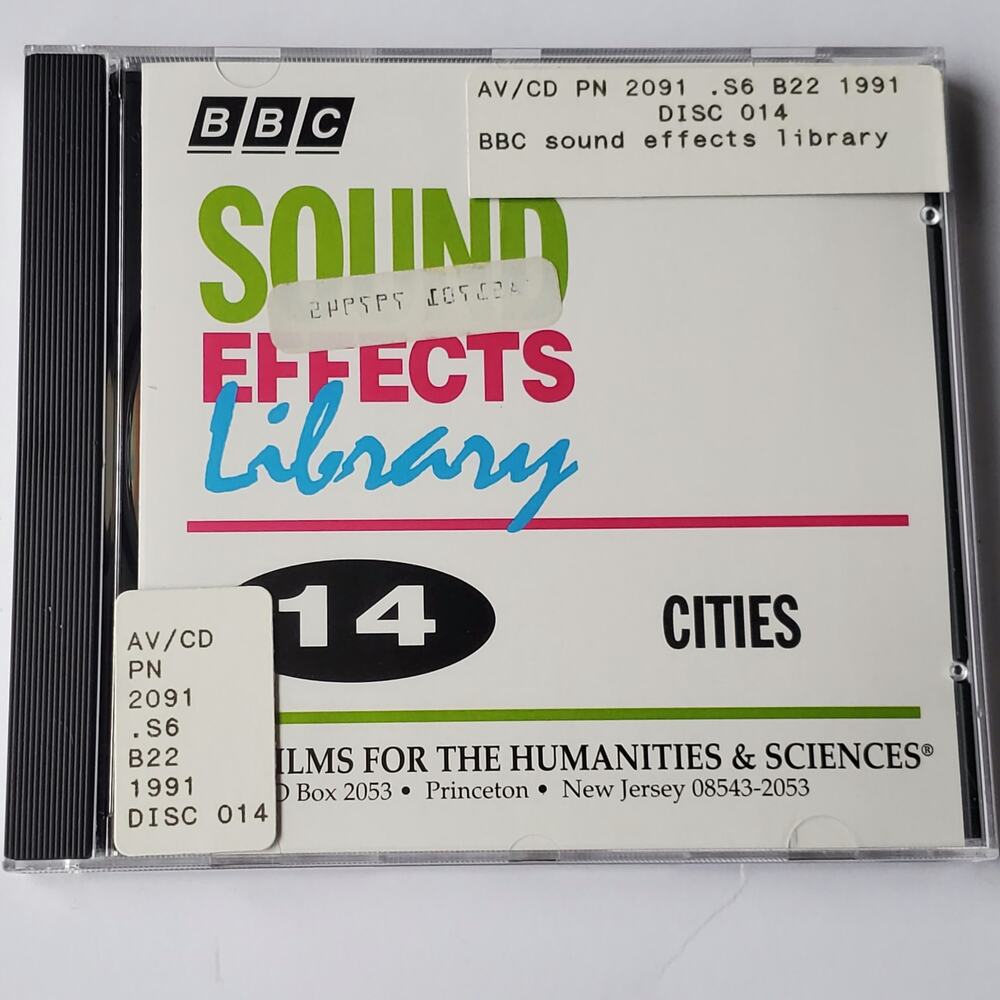 BBC
AV/CD PN 2091 .S6 B22 1991
DISC 014
BBC sound effects library
SOUND
EFFECTS
Library
14
CITIES
AV/CD
PN
2091
.S6
B22
1991
DISC 014
ILMS FOR THE HUMANITIES & SCIENCES®
O Box 2053 • Princeton • New Jersey 08543-2053